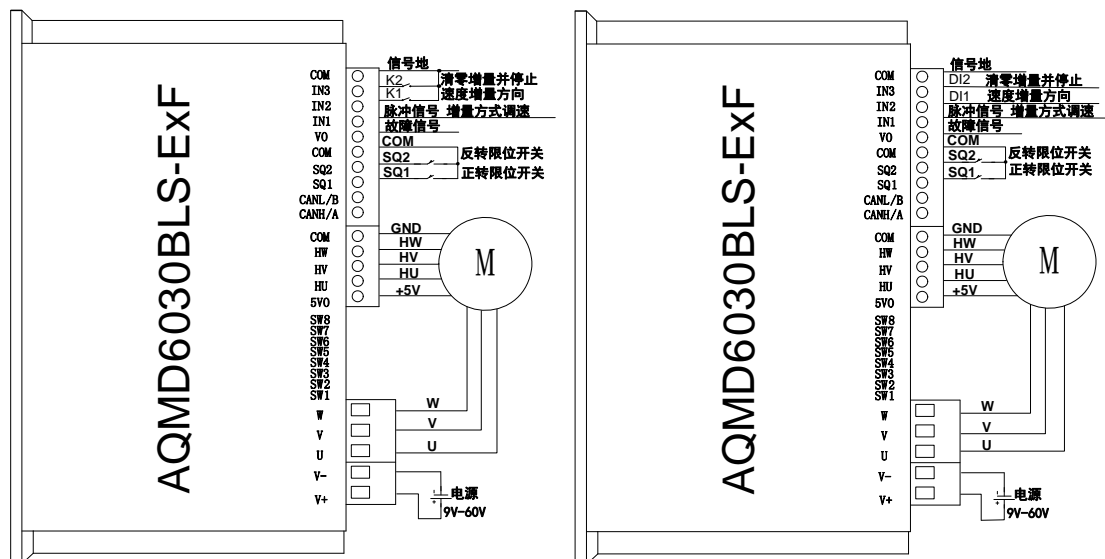 AQMD6030BLS-ExF
COM
IN3
IN2
IN1
VO
COM
SQ2
SQ1
CANL/B
CANH/A
COM
HW
HV
HU
5VO
SW8
SW7
SW6
SW5
SW4
SW3
SW2
SW1
W
V
U
V-
V+
信号地
K2 清零增量并停止
K1 速度增量方向
脉冲信号 增量方式调速
故障信号
COM
SQ2 反转限位开关
SQ1 正转限位开关
GND
HW
HV
HU
+5V
M
W
V
U
电源
9V-60V
AQMD6030BLS-ExF
COM
IN3
IN2
IN1
VO
COM
SQ2
SQ1
CANL/B
CANH/A
COM
HW
HV
HU
5VO
SW8
SW7
SW6
SW5
SW4
SW3
SW2
SW1
W
V
U
V-
V+
信号地
DI2 清零增量并停止
DI1 速度增量方向
脉冲信号 增量方式调速
故障信号
COM
SQ2 反转限位开关
SQ1 正转限位开关
GND
HW
HV
HU
+5V
M
W
V
U
电源
9V-60V